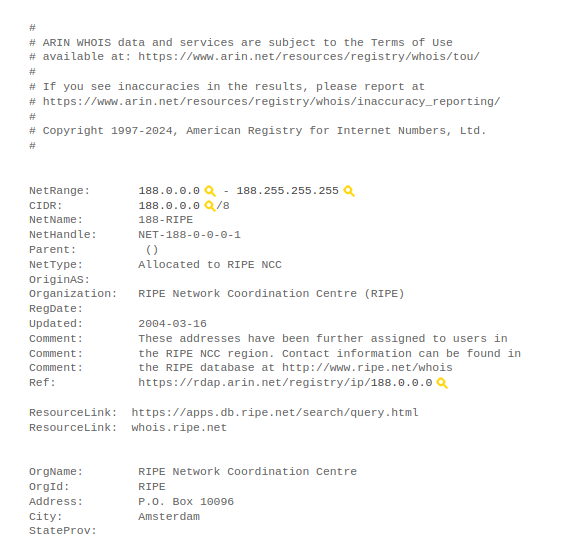 #
# ARIN WHOIS data and services are subject to the Terms of Use
# available at: https://www.arin.net/resources/registry/whois/tou/
#
# If you see inaccuracies in the results, please report at
# https://www.arin.net/resources/registry/whois/inaccuracy_reporting/
#
# Copyright 1997-2024, American Registry for Internet Numbers, Ltd.
#
NetRange: 188.0.0.0 - 188.255.255.255
CIDR: 188.0.0.0 /8
NetName: 188-RIPE
NetHandle: NET-188-0-0-0-1
Parent: ()
NetType: Allocated to RIPE NCC
OriginAS:
Organization: RIPE Network Coordination Centre (RIPE)
RegDate:
Updated: 2004-03-16
Comment: These addresses have been further assigned to users in
Comment: the RIPE NCC region. Contact information can be found in
Comment: the RIPE database at http://www.ripe.net/whois
Ref: https://rdap.arin.net/registry/ip/188.0.0.0
ResourceLink: https://apps.db.ripe.net/search/query.html
ResourceLink: whois.ripe.net
OrgName: RIPE Network Coordination Centre
OrgId: RIPE
Address: P.O. Box 10096
City: Amsterdam
StateProv: